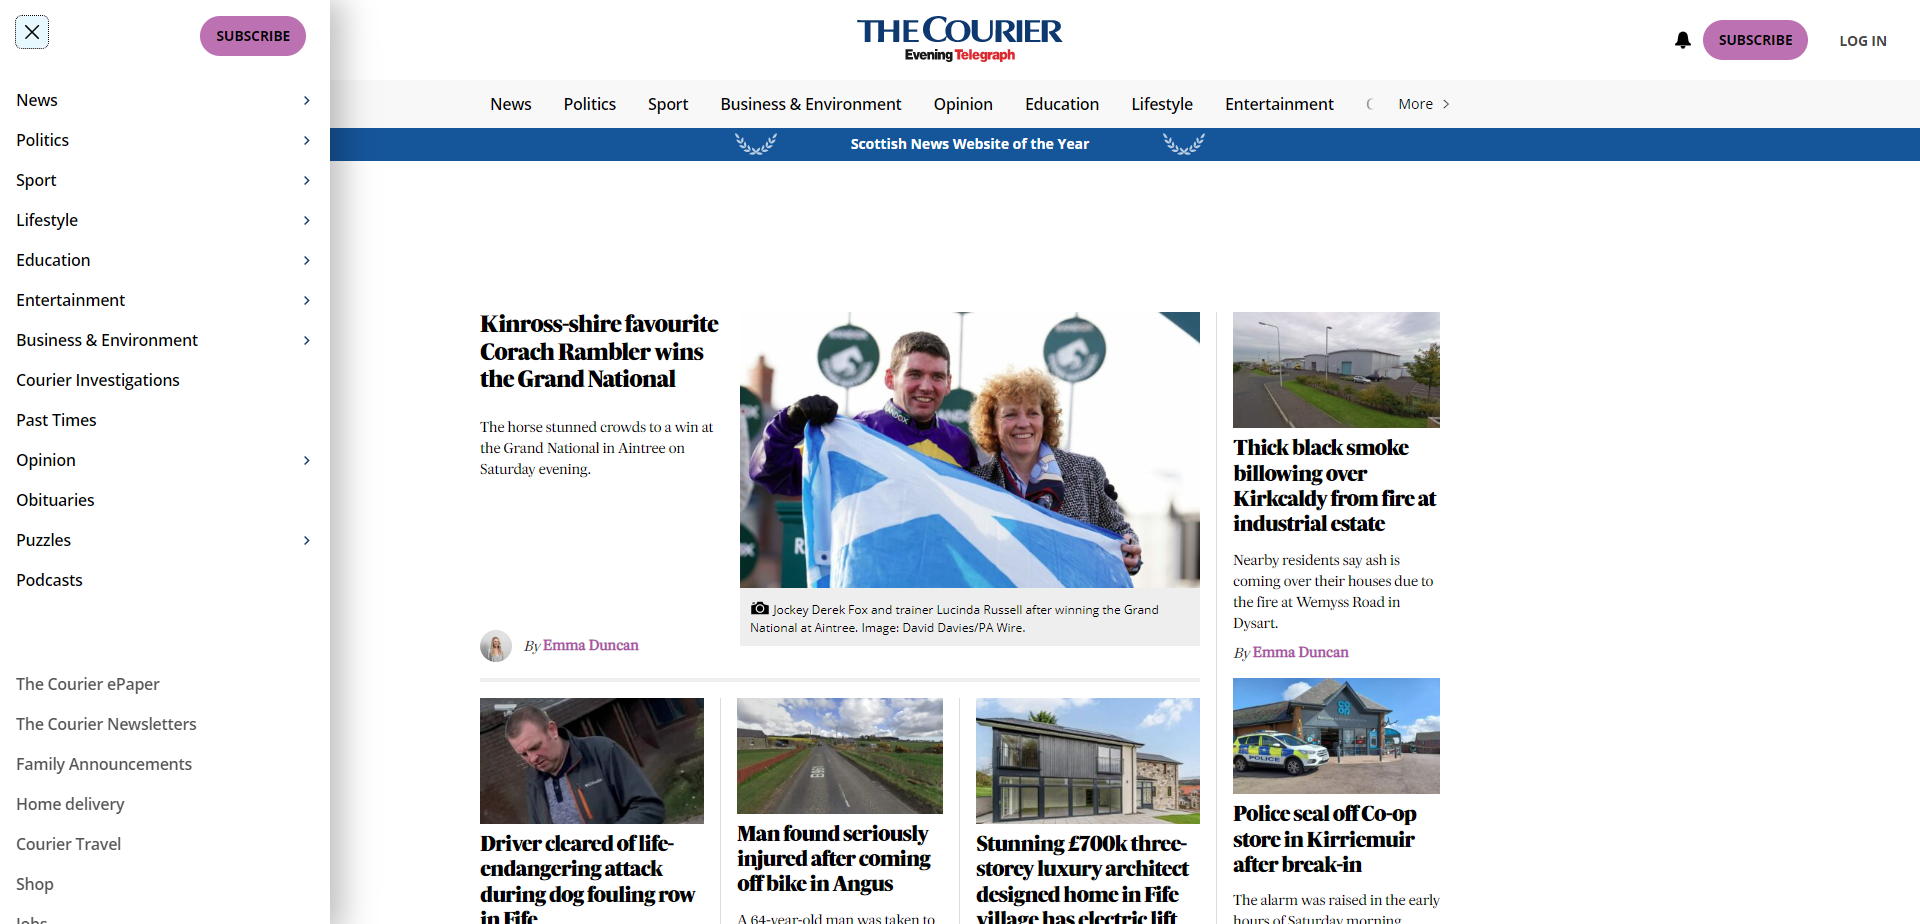 SUBSCRIBE
News
Politics
Sport
Lifestyle
Education
Entertainment
Business & Environment
Courier Investigations
Past Times
Opinion
Obituaries
Puzzles
Podcasts
The Courier ePaper
The Courier Newsletters
Family Announcements
Home delivery
Courier Travel
Shop
Jobs
THE COURIER
Evening Telegraph
SUBSCRIBE
LOG IN
News Politics Sport Business & Environment Opinion Education Lifestyle Entertainment More
Scottish News Website of the Year
Kinross-shire favourite
Corach Rambler wins
the Grand National
The horse stunned crowds to a win at
the Grand National in Aintree on
Saturday evening.
By Emma Duncan
Jockey Derek Fox and trainer Lucinda Russell after winning the Grand
National at Aintree. Image: David Davies/PA Wire.
Thick black smoke
billowing over
Kirkcaldy from fire at
industrial estate
Nearby residents say ash is
coming over their houses due to
the fire at Wemyss Road in
Dysart.
By Emma Duncan
POLICE
Police seal off Co-op
store in Kirriemuir
after break-in
The alarm was raised in the early
hours of Saturday morning.
Driver cleared of life-
endangering attack
during dog fouling row
in Fife
Man found seriously
injured after coming
off bike in Angus
A 64-year-old man was taken to
Stunning £700k three-
storey luxury architect
designed home in Fife
village has electric lift